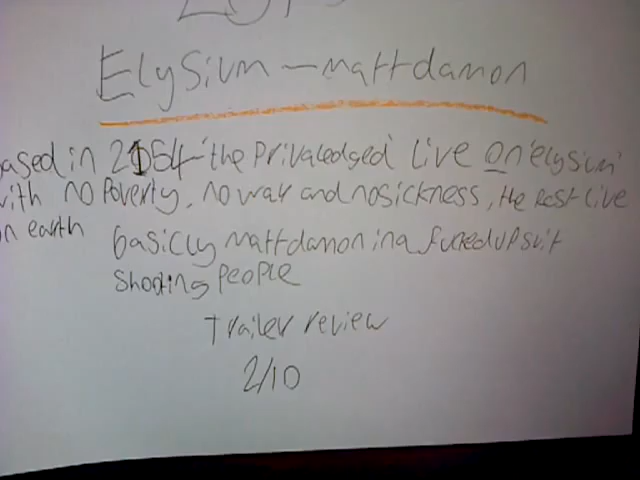 Elysium - matt damon
ased in 2154 - 'the Privaledged' live on 'elysium'
ith no Poverty, no war and no sickness, the rest live
n earth
basicly matt damon in a fucked up suit
shooting people
Trailer review
2/10